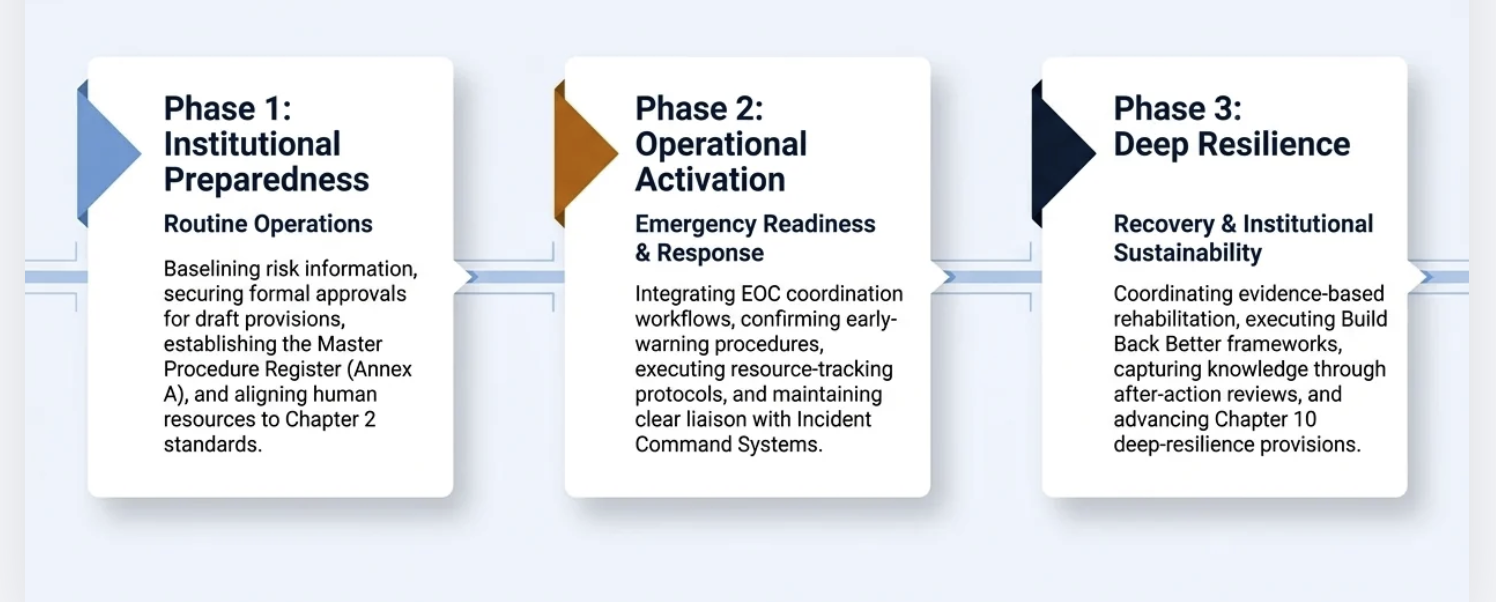 Phase 1:
Institutional
Preparedness
Routine Operations
Baselining risk information,
securing formal approvals
for draft provisions,
establishing the Master
Procedure Register (Annex
A), and aligning human
resources to Chapter 2
standards.
Phase 2:
Operational
Activation
Emergency Readiness
& Response
Integrating EOC coordination
workflows, confirming early-
warning procedures,
executing resource-tracking
protocols, and maintaining
clear liaison with Incident
Command Systems.
Phase 3:
Deep Resilience
Recovery & Institutional
Sustainability
Coordinating evidence-based
rehabilitation, executing Build
Back Better frameworks,
capturing knowledge through
after-action reviews, and
advancing Chapter 10
deep-resilience provisions.